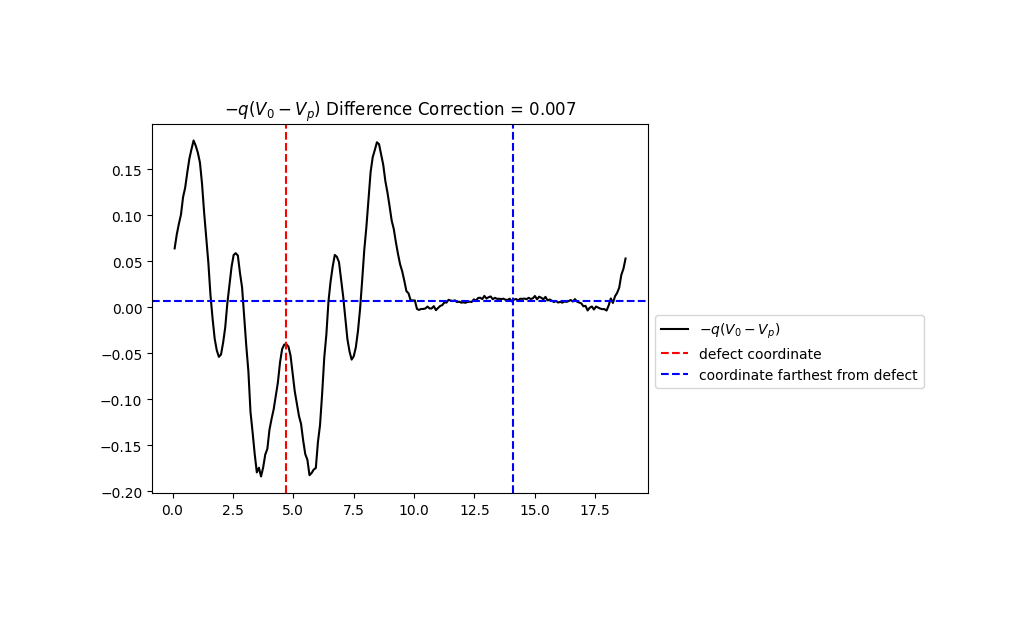 −q(V₀ − Vₚ) Difference Correction = 0.007
0.15
0.10
0.05
0.00
−0.05
−0.10
−0.15
−0.20
0.0 2.5 5.0 7.5 10.0 12.5 15.0 17.5
−q(V₀ − Vₚ)
defect coordinate
coordinate farthest from defect